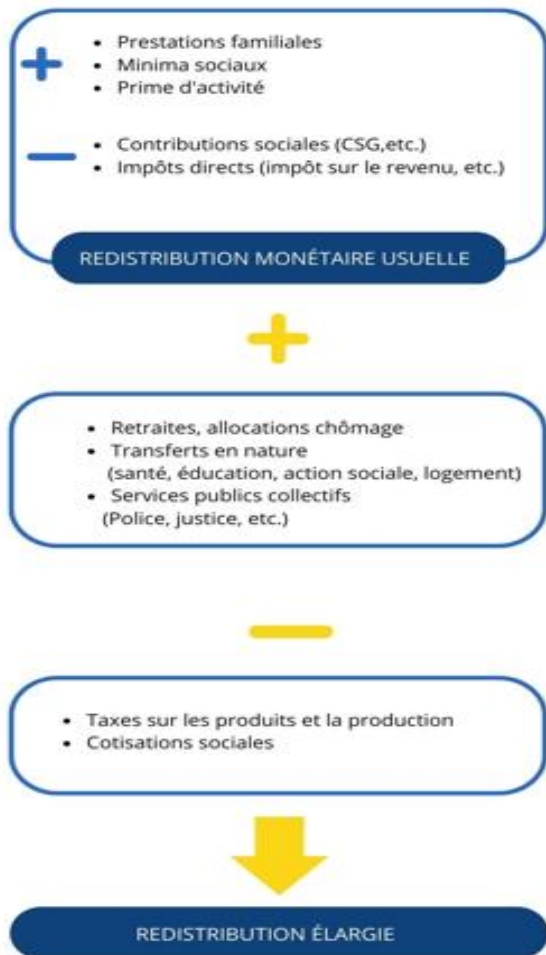 • Prestations familiales
• Minima sociaux
• Prime d'activité
• Contributions sociales (CSG,etc.)
• Impôts directs (impôt sur le revenu, etc.)
REDISTRIBUTION MONÉTAIRE USUELLE
• Retraites, allocations chômage
• Transferts en nature
(santé, éducation, action sociale, logement)
• Services publics collectifs
(Police, justice, etc.)
• Taxes sur les produits et la production
• Cotisations sociales
REDISTRIBUTION ÉLARGIE